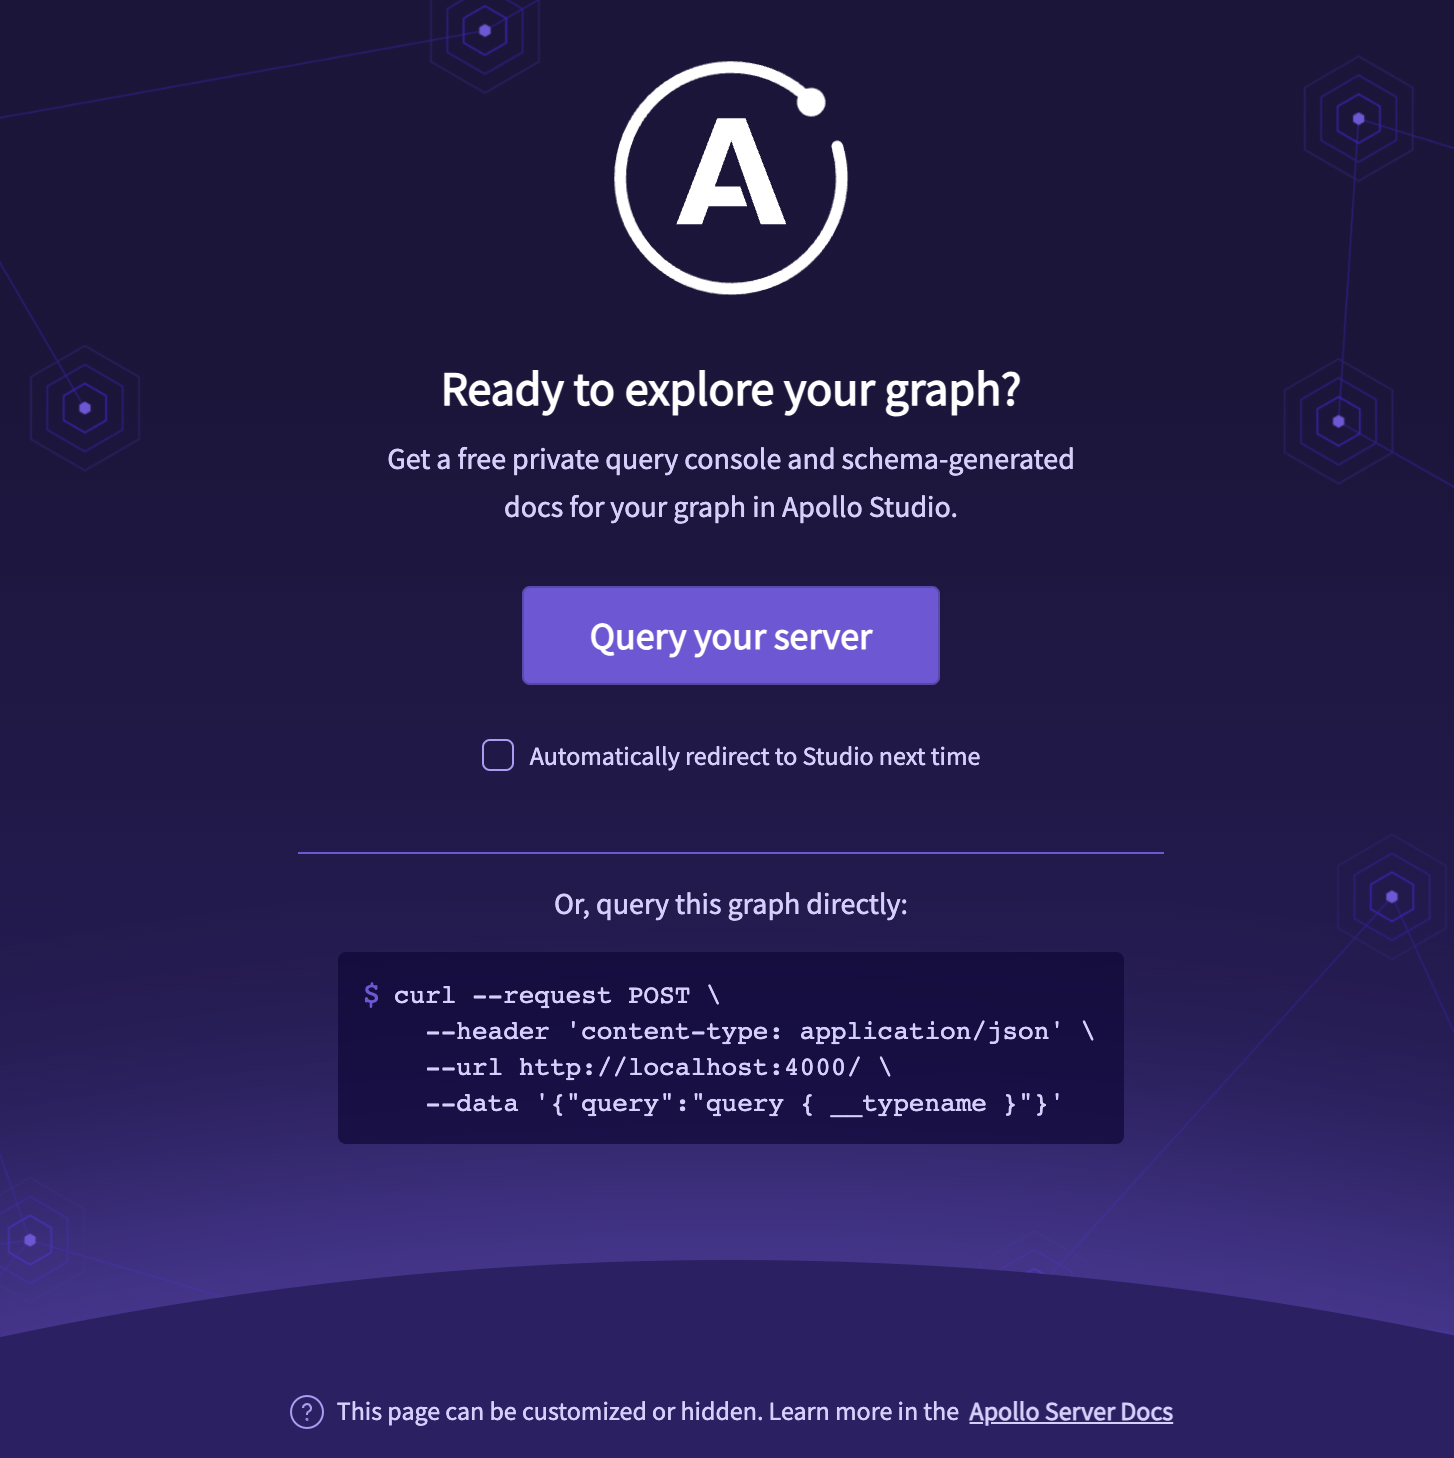 A
Ready to explore your graph?
Get a free private query console and schema-generated
docs for your graph in Apollo Studio.
Query your server
Automatically redirect to Studio next time
Or, query this graph directly:
$ curl --request POST \
--header 'content-type: application/json' \
--url http://localhost:4000/ \
--data '{"query":"query { __typename }"}'
? This page can be customized or hidden. Learn more in the Apollo Server Docs